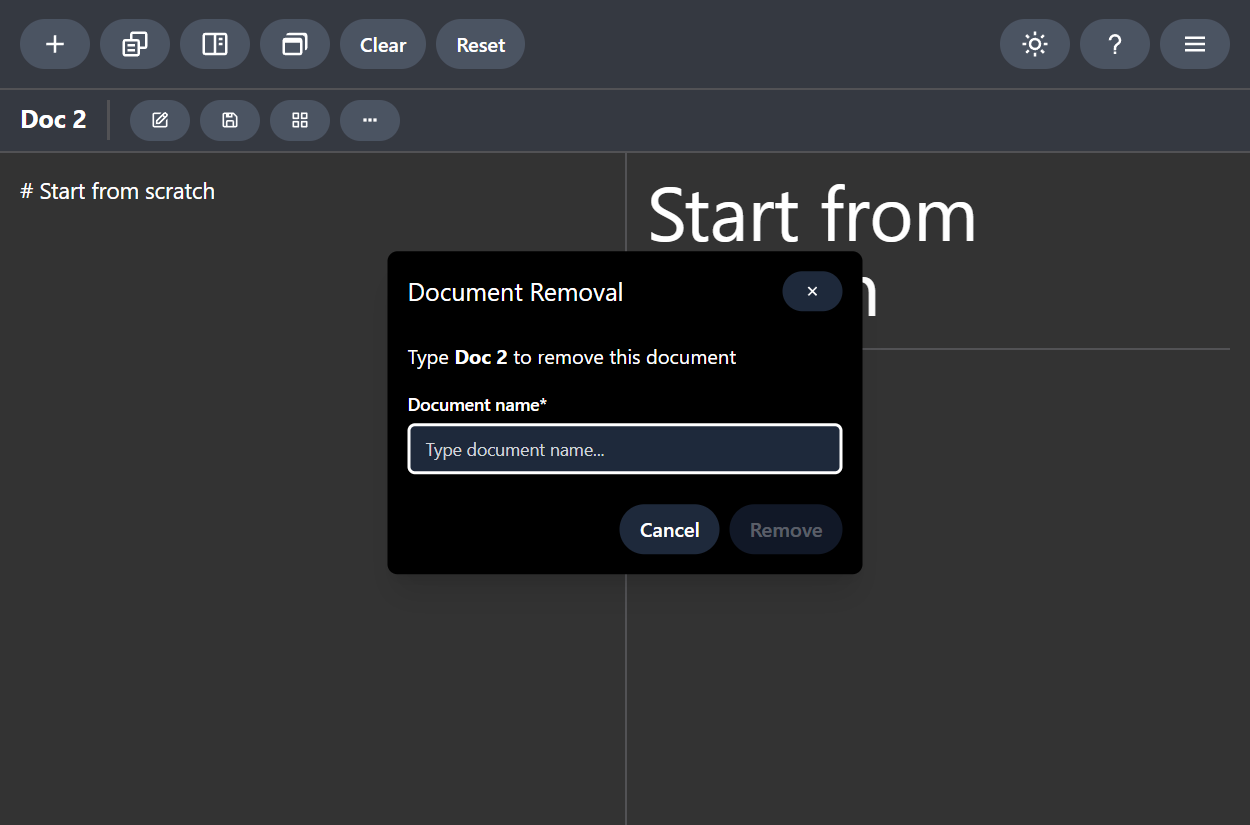 Clear
Reset
?
Doc 2
# Start from scratch
Start from
Document Removal
Type Doc 2 to remove this document
Document name*
Type document name...
Cancel
Remove